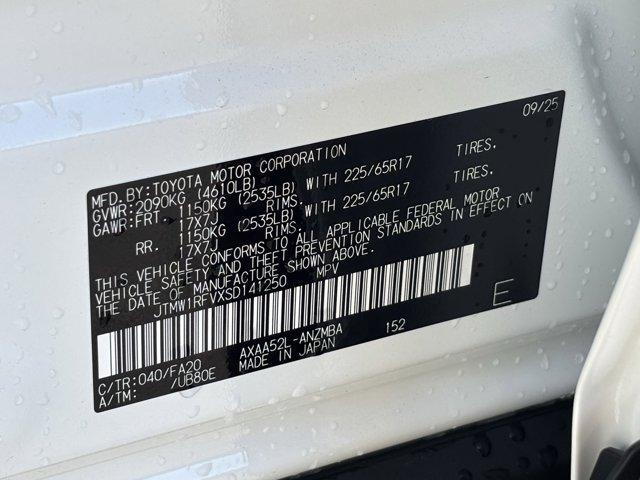 09/25
MFD.BY:TOYOTA MOTOR CORPORATION
GVWR:2090KG (4610LB)
GAWR:FRT. 1150KG (2535LB) WITH 225/65R17 TIRES.
17X7J RIMS.
RR. 1150KG (2535LB) WITH 225/65R17 TIRES.
17X7J RIMS.
THIS VEHICLE CONFORMS TO ALL APPLICABLE FEDERAL MOTOR
VEHICLE SAFETY AND THEFT PREVENTION STANDARDS IN EFFECT ON
THE DATE OF MANUFACTURE SHOWN ABOVE.
JTMW1RFVXSD141250 MPV
E
AXAA52L-ANZMBA 152
C/TR:040/FA20 MADE IN JAPAN
A/TM: /UB80E